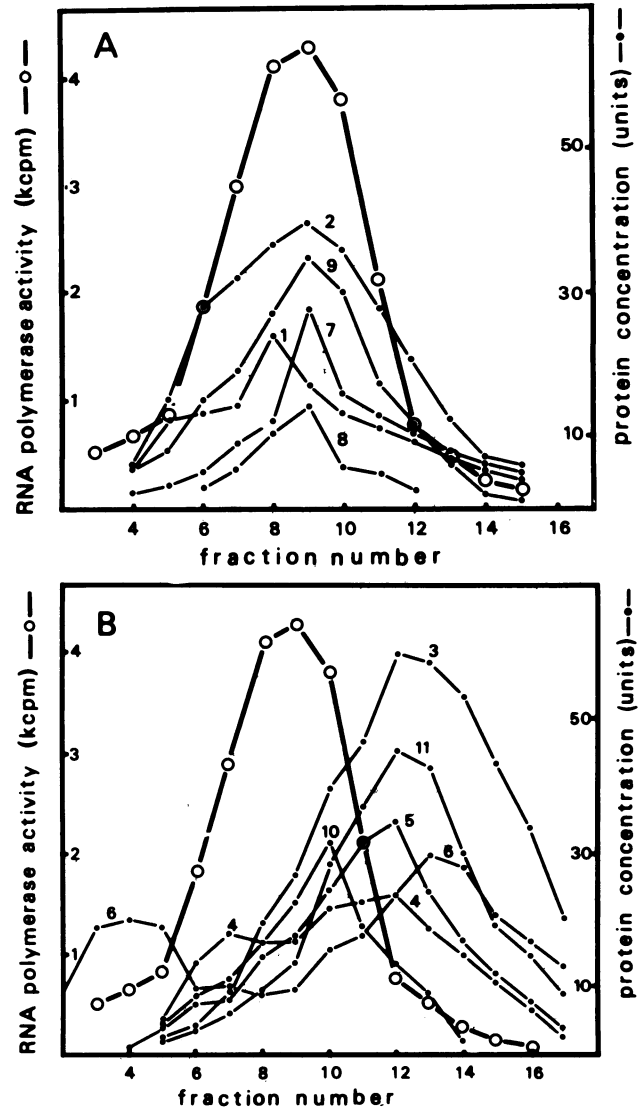 A
RNA polymerase activity (kcpm) —o—
protein concentration (units) —•—
4
3
2
1
50
30
10
2
9
1
7
8
4 6 8 10 12 14 16
fraction number
B
RNA polymerase activity (kcpm) —o—
protein concentration (units) —•—
4
3
2
1
50
30
10
3
11
5
10
6
6
4
4
4 6 8 10 12 14 16
fraction number